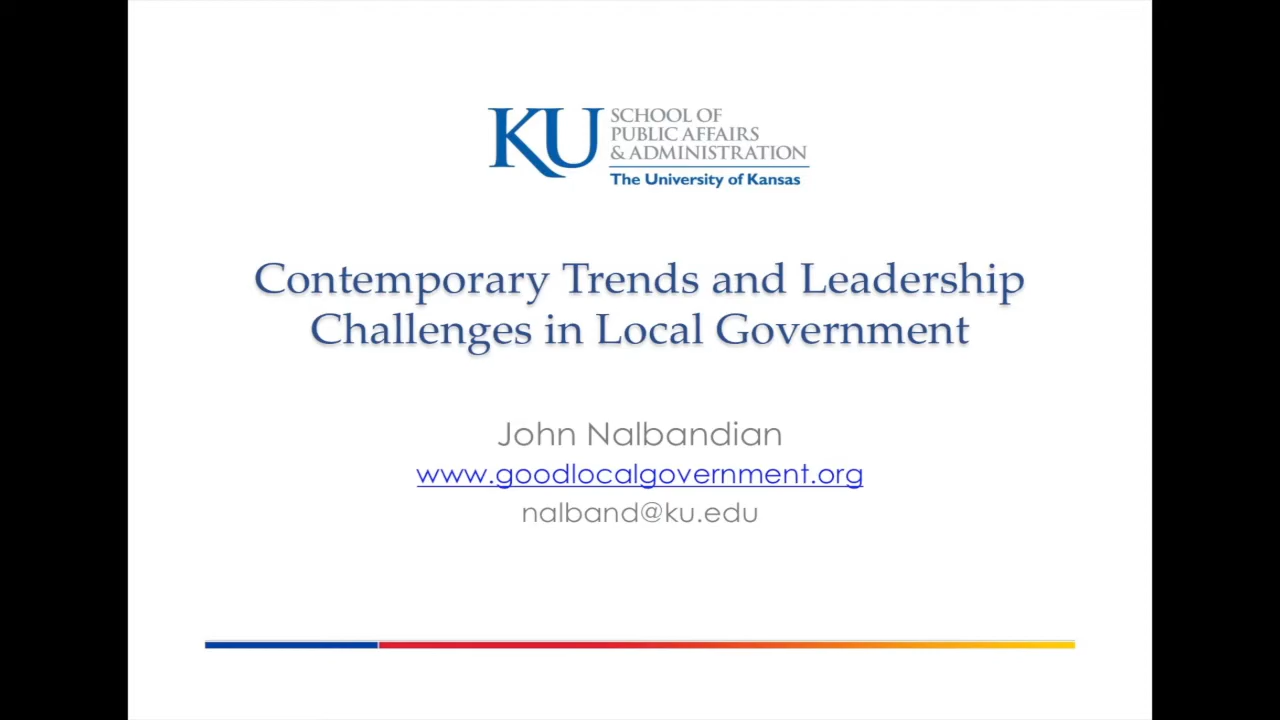 KU SCHOOL OF
PUBLIC AFFAIRS
& ADMINISTRATION
The University of Kansas
Contemporary Trends and Leadership
Challenges in Local Government
John Nalbandian
www.goodlocalgovernment.org
nalband@ku.edu